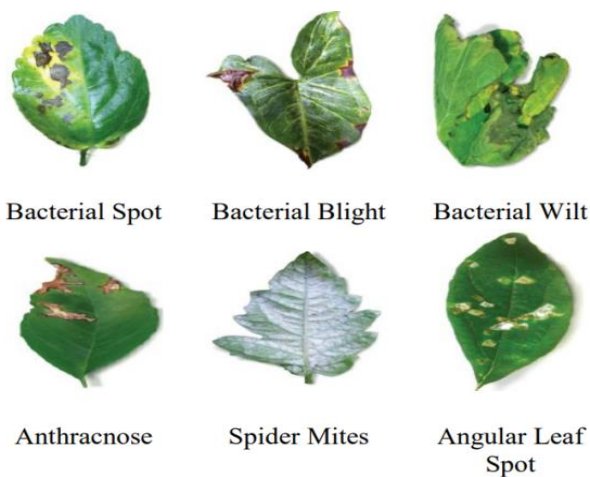 Bacterial Spot
Bacterial Blight
Bacterial Wilt
Anthracnose
Spider Mites
Angular Leaf
Spot